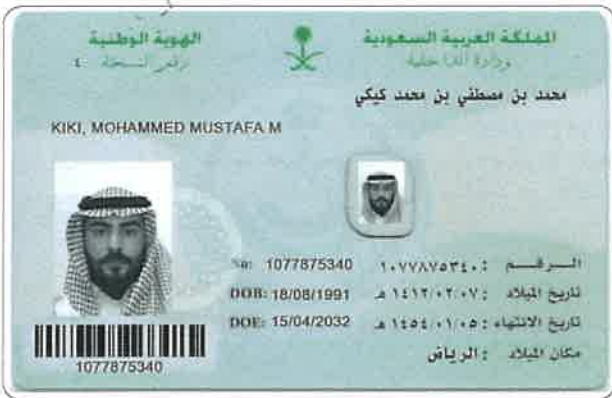 المملكة العربية السعودية
وزارة الداخلية
الهوية الوطنية
رقم النسخة ٤
محمد بن مصطفي بن محمد كيكي
KIKI, MOHAMMED MUSTAFA M
الرقم : ١٠٧٧٨٧٥٣٤٠ No: 1077875340
تاريخ الميلاد : ١٤١٢/٠٢/٠٧ هـ DOB: 18/08/1991
تاريخ الانتهاء : ١٤٥٤/٠١/٠٥ هـ DOE: 15/04/2032
مكان الميلاد : الرياض
1077875340